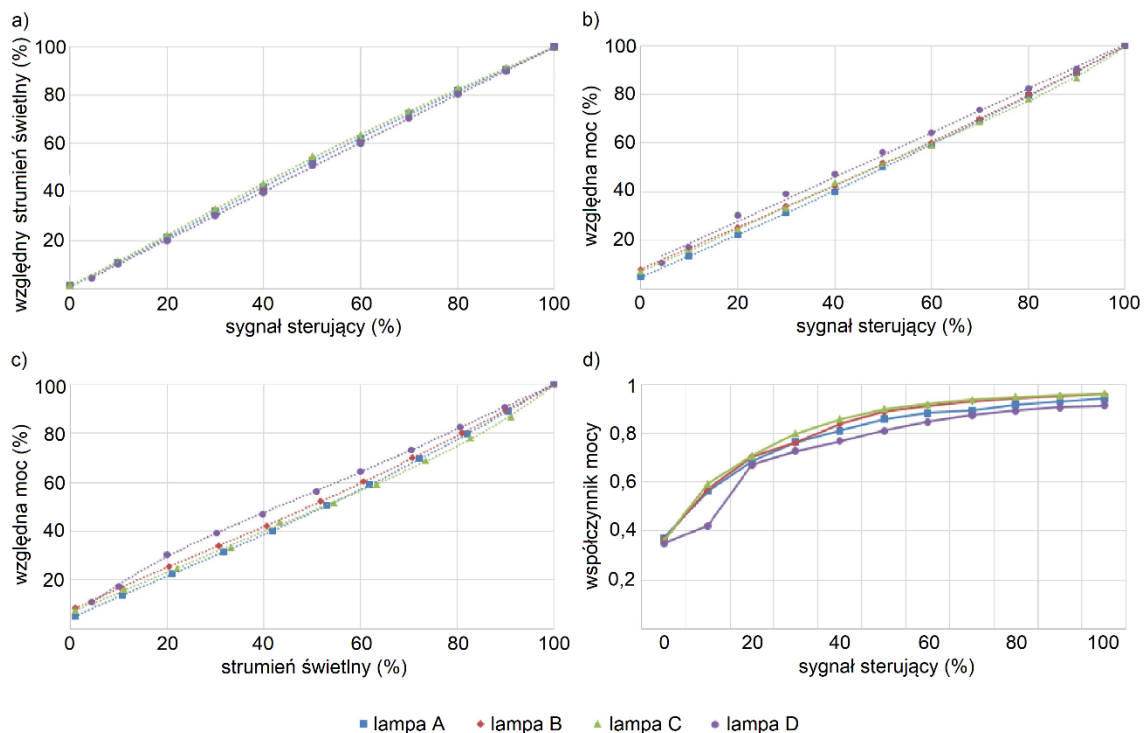 a)
względny strumień świetlny (%)
100
80
60
40
20
0 20 40 60 80 100
sygnał sterujący (%)
b)
względna moc (%)
100
80
60
40
20
0 20 40 60 80 100
sygnał sterujący (%)
c)
względna moc (%)
100
80
60
40
20
0 20 40 60 80 100
strumień świetlny (%)
d)
współczynnik mocy
1
0,8
0,6
0,4
0,2
0 20 40 60 80 100
sygnał sterujący (%)
lampa A lampa B lampa C lampa D